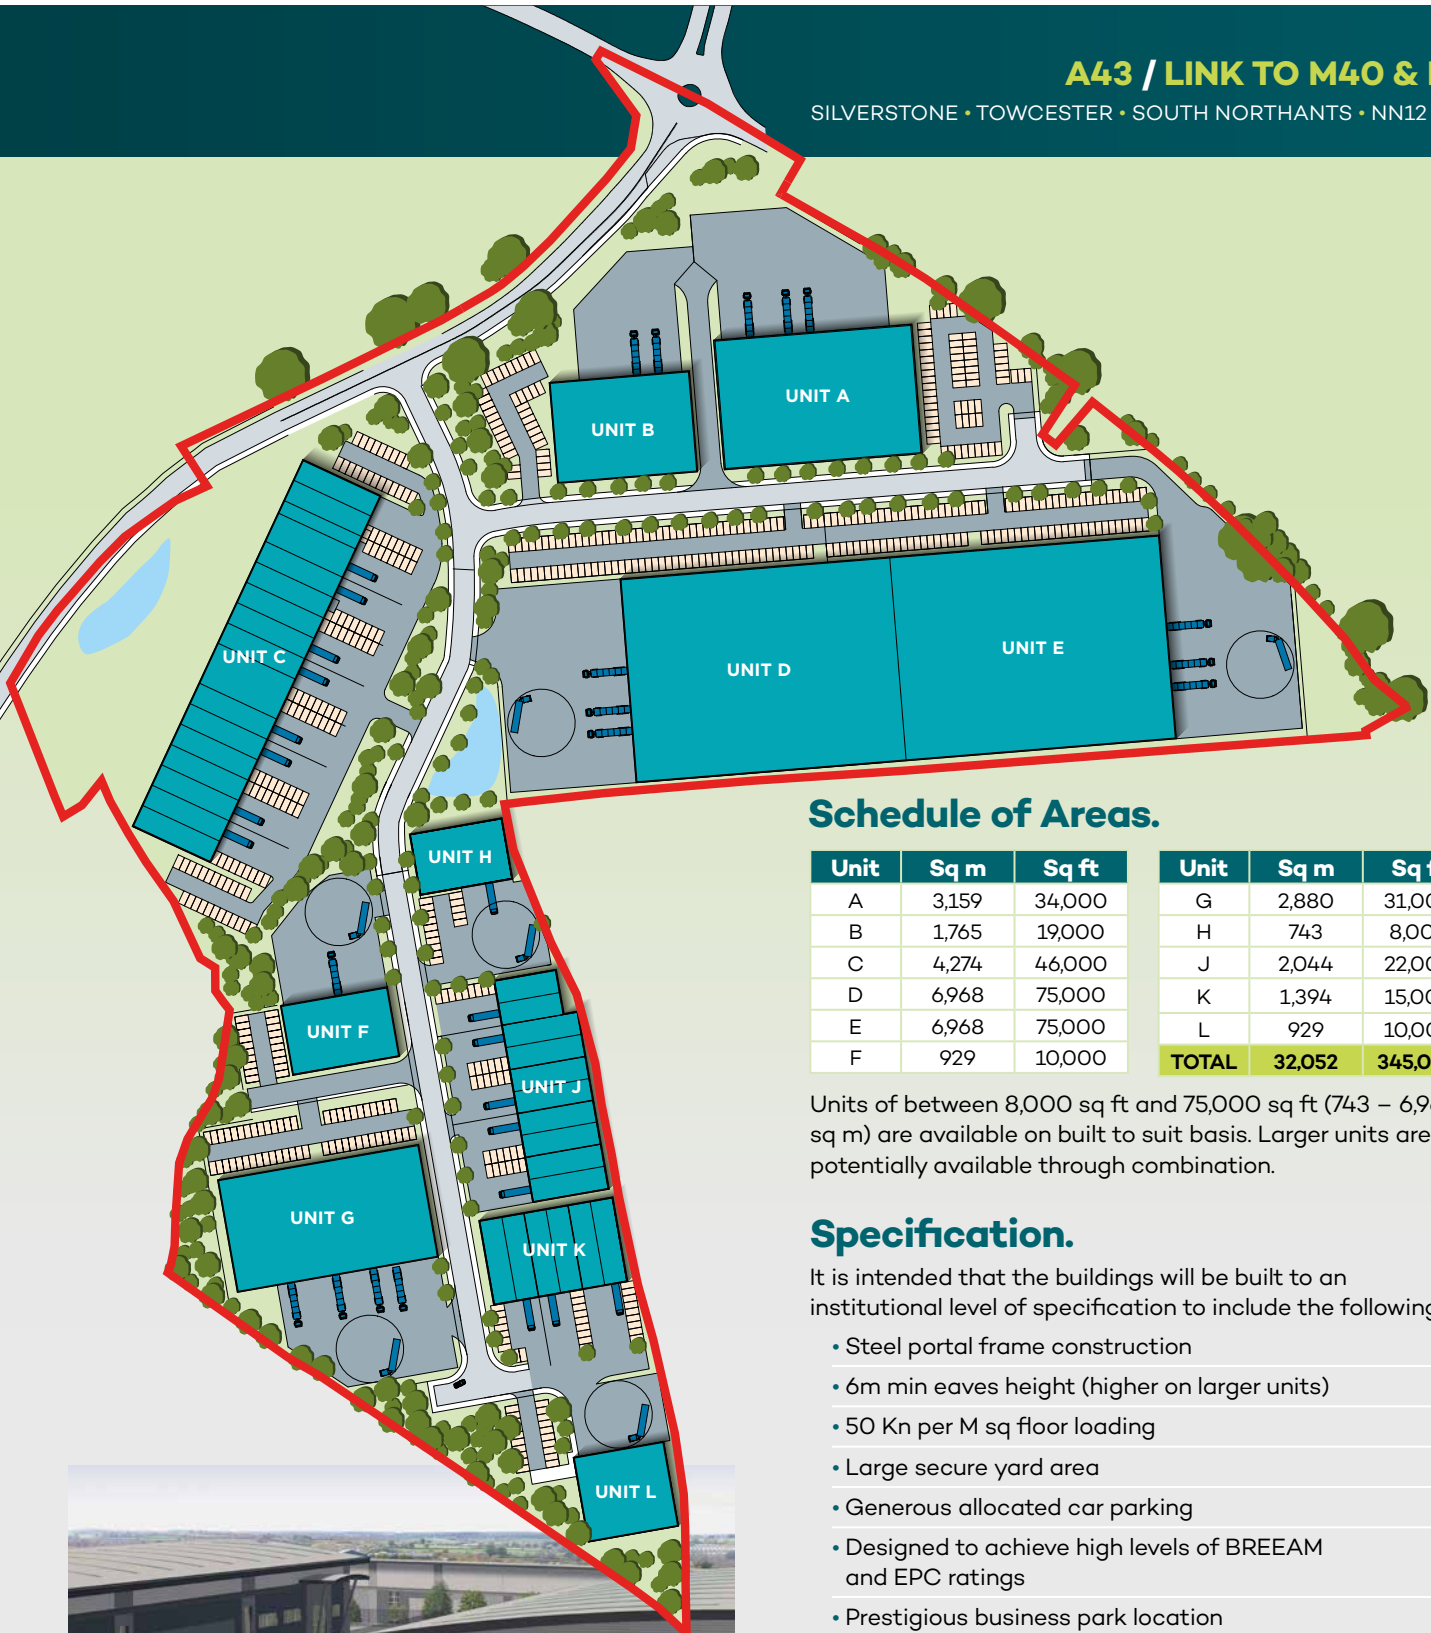 A43 / LINK TO M40 &
SILVERSTONE • TOWCESTER • SOUTH NORTHANTS • NN12
UNIT A
UNIT B
UNIT C
UNIT D
UNIT E
UNIT H
UNIT F
UNIT J
UNIT G
UNIT K
UNIT L
Schedule of Areas.
Unit Sq m Sq ft
A 3,159 34,000
B 1,765 19,000
C 4,274 46,000
D 6,968 75,000
E 6,968 75,000
F 929 10,000
Unit Sq m Sq
G 2,880
H 743
J 2,044
K 1,394
L 929
TOTAL 32,052
Units of between 8,000 sq ft and 75,000 sq ft (743 –
sq m) are available on built to suit basis. Larger units are
potentially available through combination.
Specification.
It is intended that the buildings will be built to an
institutional level of specification to include the following
• Steel portal frame construction
• 6m min eaves height (higher on larger units)
• 50 Kn per M sq floor loading
• Large secure yard area
• Generous allocated car parking
• Designed to achieve high levels of BREEAM
and EPC ratings
• Prestigious business park location